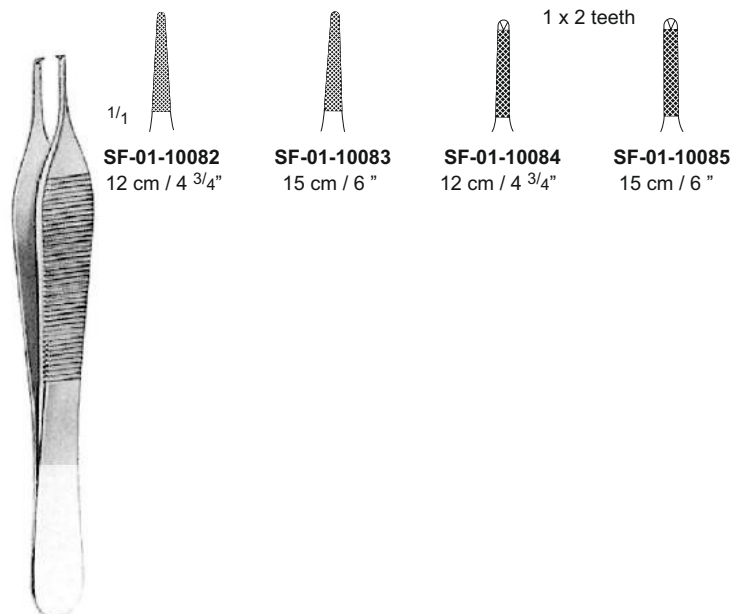 1 x 2 teeth
1/1
SF-01-10082
12 cm / 4 3/4”
SF-01-10083
15 cm / 6 ”
SF-01-10084
12 cm / 4 3/4”
SF-01-10085
15 cm / 6 ”